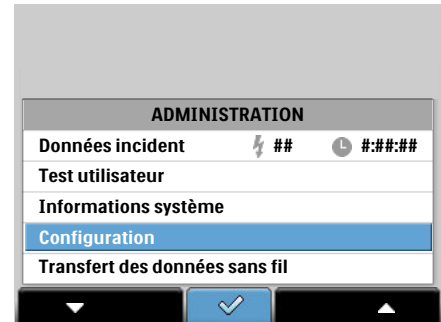 ADMINISTRATION
Données incident ## #:##:##
Test utilisateur
Informations système
Configuration
Transfert des données sans fil